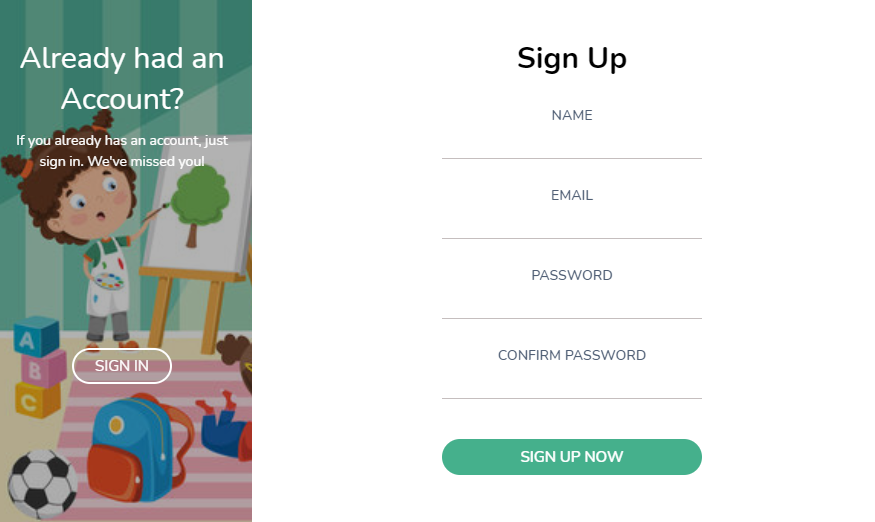 Already had an
Account?
If you already has an account, just
sign in. We've missed you!
A
B
C
SIGN IN
Sign Up
NAME
EMAIL
PASSWORD
CONFIRM PASSWORD
SIGN UP NOW